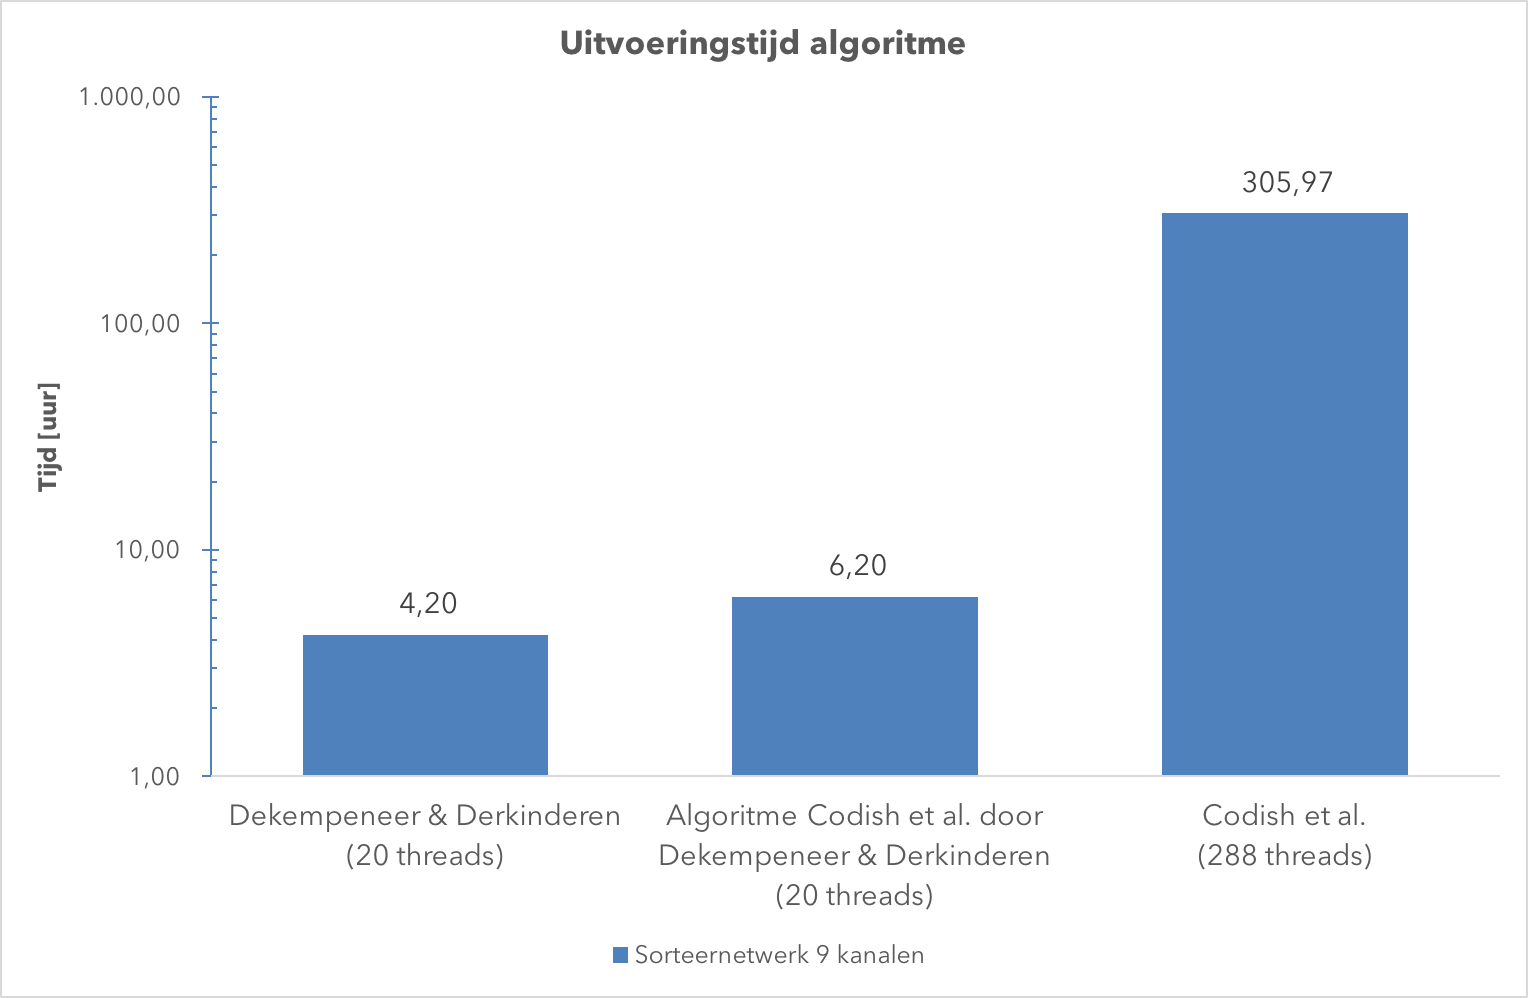 Uitvoeringstijd algoritme
1.000,00
100,00
10,00
1,00
Tijd [uur]
4,20
6,20
305,97
Dekempeneer & Derkinderen
(20 threads)
Algoritme Codish et al. door
Dekempeneer & Derkinderen
(20 threads)
Codish et al.
(288 threads)
Sorteernetwerk 9 kanalen